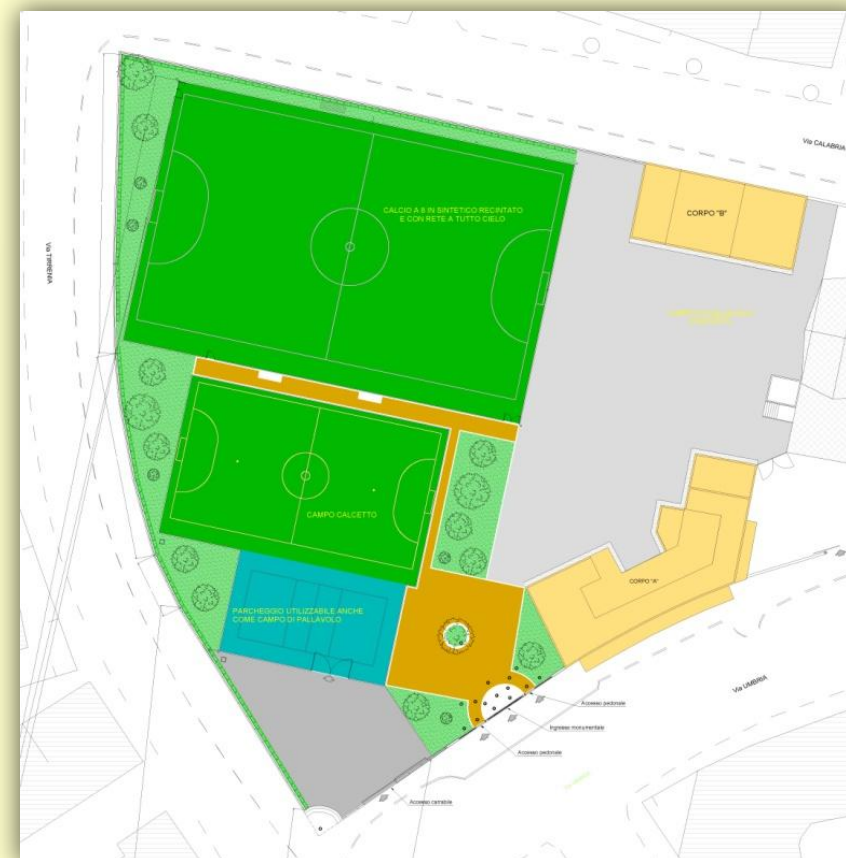 Via CALABRIA
CORPO "B"
CALCIO A 8 IN SINTETICO RECINTATO
E CON RETE A TUTTO CIELO
Via TIRRENIA
CAMPO CALCETTO
CORPO "A"
PARCHEGGIO UTILIZZABILE ANCHE
COME CAMPO DI PALLAVOLO
Via UMBRIA
Accesso pedonale
Ingresso monumentale
Accesso pedonale
Accesso carrabile